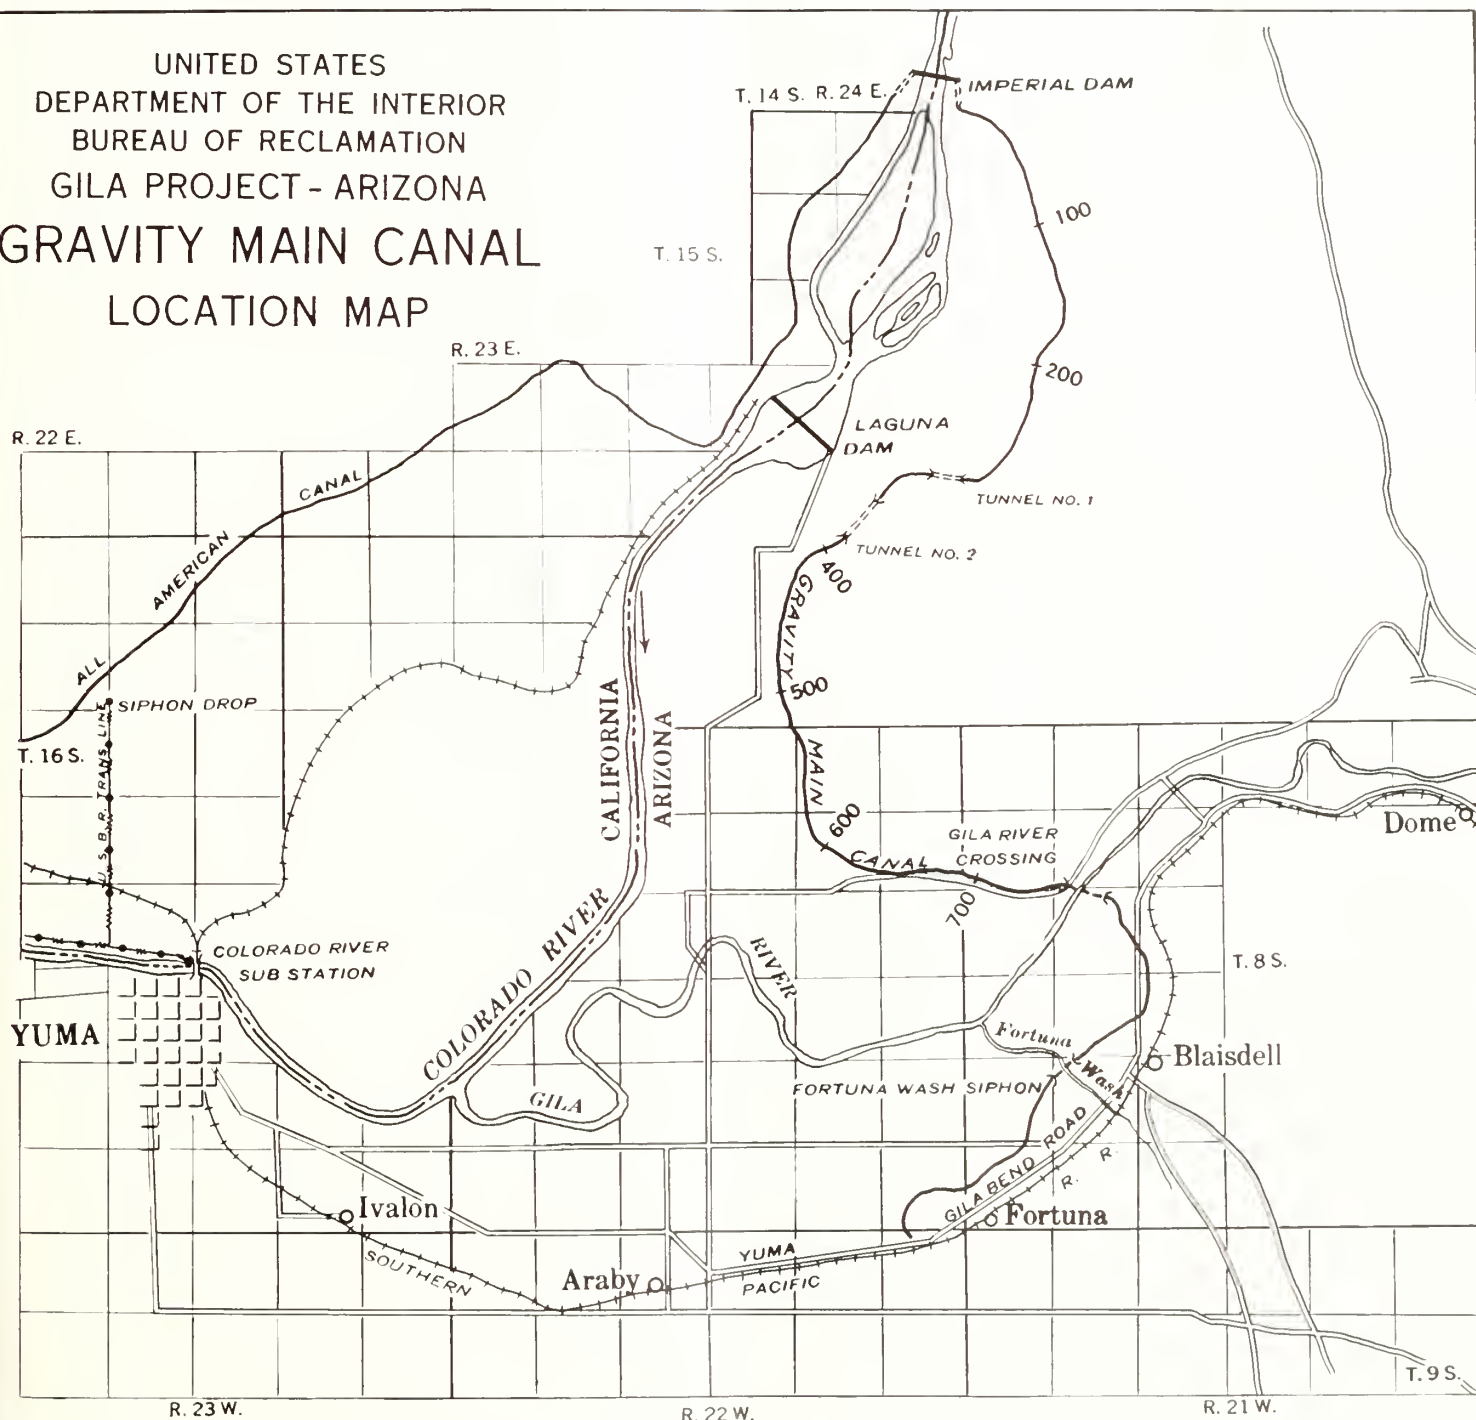 UNITED STATES
DEPARTMENT OF THE INTERIOR
BUREAU OF RECLAMATION
GILA PROJECT - ARIZONA
GRAVITY MAIN CANAL
LOCATION MAP
T. 14 S. R. 24 E.
IMPERIAL DAM
100
T. 15 S.
R. 23 E.
200
R. 22 E.
LAGUNA
DAM
ALL AMERICAN CANAL
TUNNEL NO. 1
TUNNEL NO. 2
400
GRAVITY MAIN CANAL
500
SIPHON DROP
U. S. B. R. TRANS. LINE
T. 16 S.
CALIFORNIA
ARIZONA
600
GILA RIVER
CROSSING
Dome
700
COLORADO RIVER
SUB STATION
COLORADO RIVER
RIVER
T. 8 S.
YUMA
Fortuna Wash
Blaisdell
FORTUNA WASH SIPHON
GILA
GILA BEND ROAD
R. R.
Ivalon
Fortuna
SOUTHERN
YUMA
Araby
PACIFIC
T. 9 S.
R. 23 W.
R. 22 W.
R. 21 W.